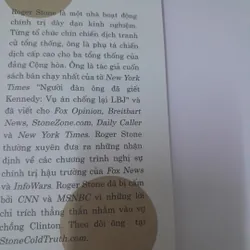 Roger Stone là một nhà hoạt động
chính trị dày dạn kinh nghiệm.
Từng tổ chức chín chiến dịch tranh
cử tổng thống, ông là phụ tá chiến
dịch cấp cao cho ba tổng thống của
đảng Cộng hòa. Ông là tác giả cuốn
sách bán chạy nhất của tờ New York
Times "Người đàn ông đã giết
Kennedy: Vụ án chống lại LBJ" và
đã viết cho Fox Opinion, Breitbart
News, StoneZone.com, Daily Caller
và New York Times. Roger Stone
thường xuyên đưa ra những nhận
định về các chương trình nghị sự
chính trị hậu trường của Fox News
và InfoWars. Roger Stone đã bị cấm
bởi CNN và MSNBC vì những lời
chỉ trích thẳng thắn nhắm vào vợ
chồng Clinton. Theo dõi ông tại
StoneColdTruth.com.